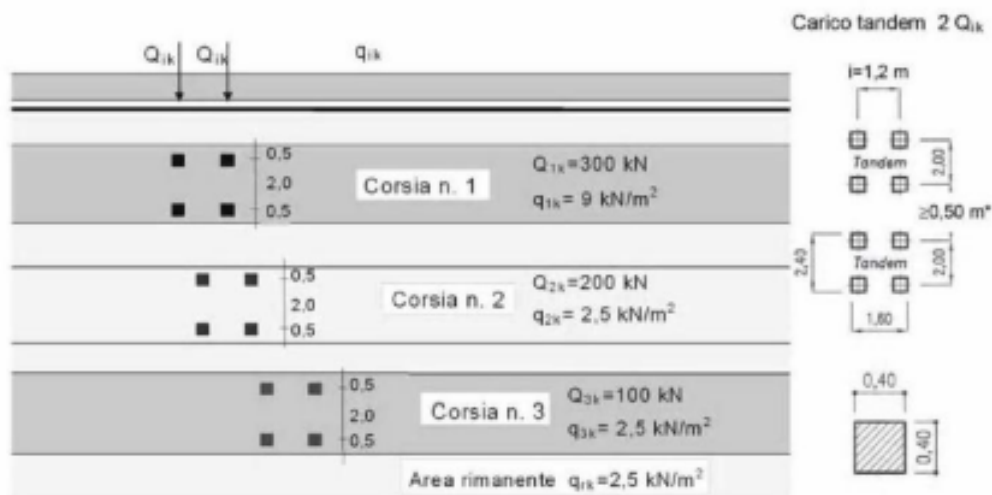 Carico tandem 2 Qik
Qik Qik qik
i=1,2 m
0,5
2,0
0,5
Corsia n. 1
Q1k=300 kN
q1k= 9 kN/m²
Tandem
2,00
≥0,50 m*
0,5
2,0
0,5
Corsia n. 2
Q2k=200 kN
q2k= 2,5 kN/m²
2,40
Tandem
2,00
1,60
0,5
2,0
0,5
Corsia n. 3
Q3k=100 kN
q3k= 2,5 kN/m²
0,40
0,40
Area rimanente qrk=2,5 kN/m²